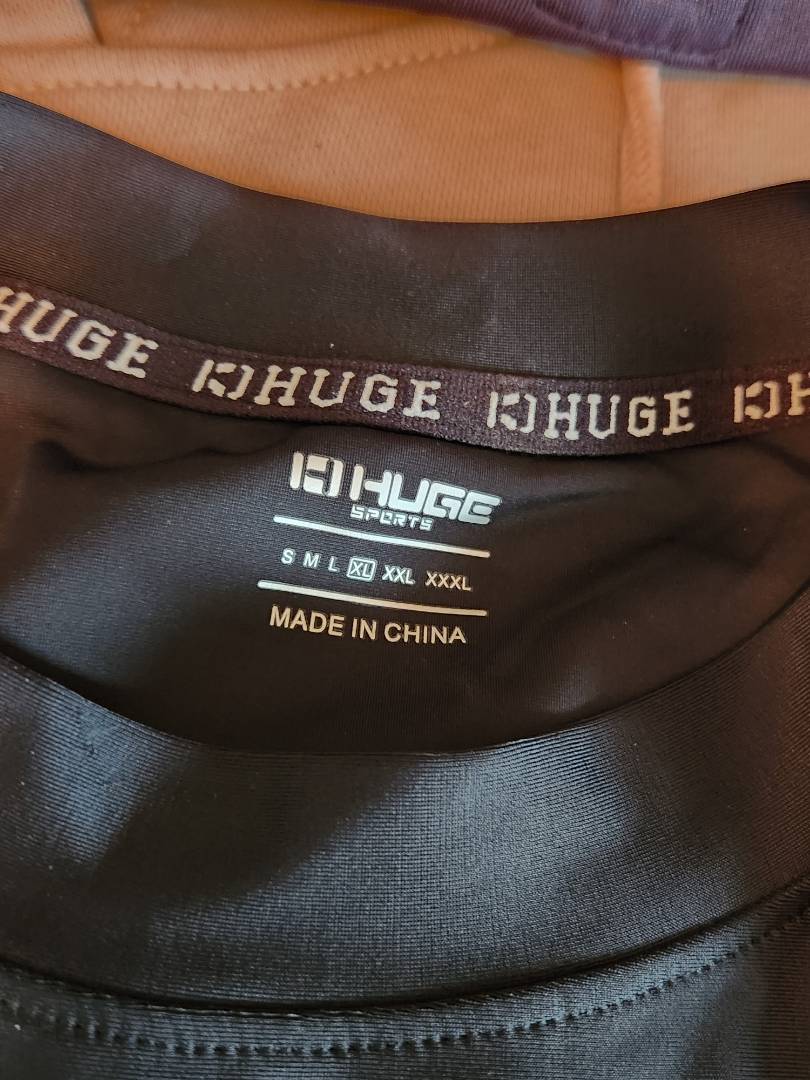 HUGE HUGE HUGE H
HUGE
SPORTS
S M L XL XXL XXXL
MADE IN CHINA